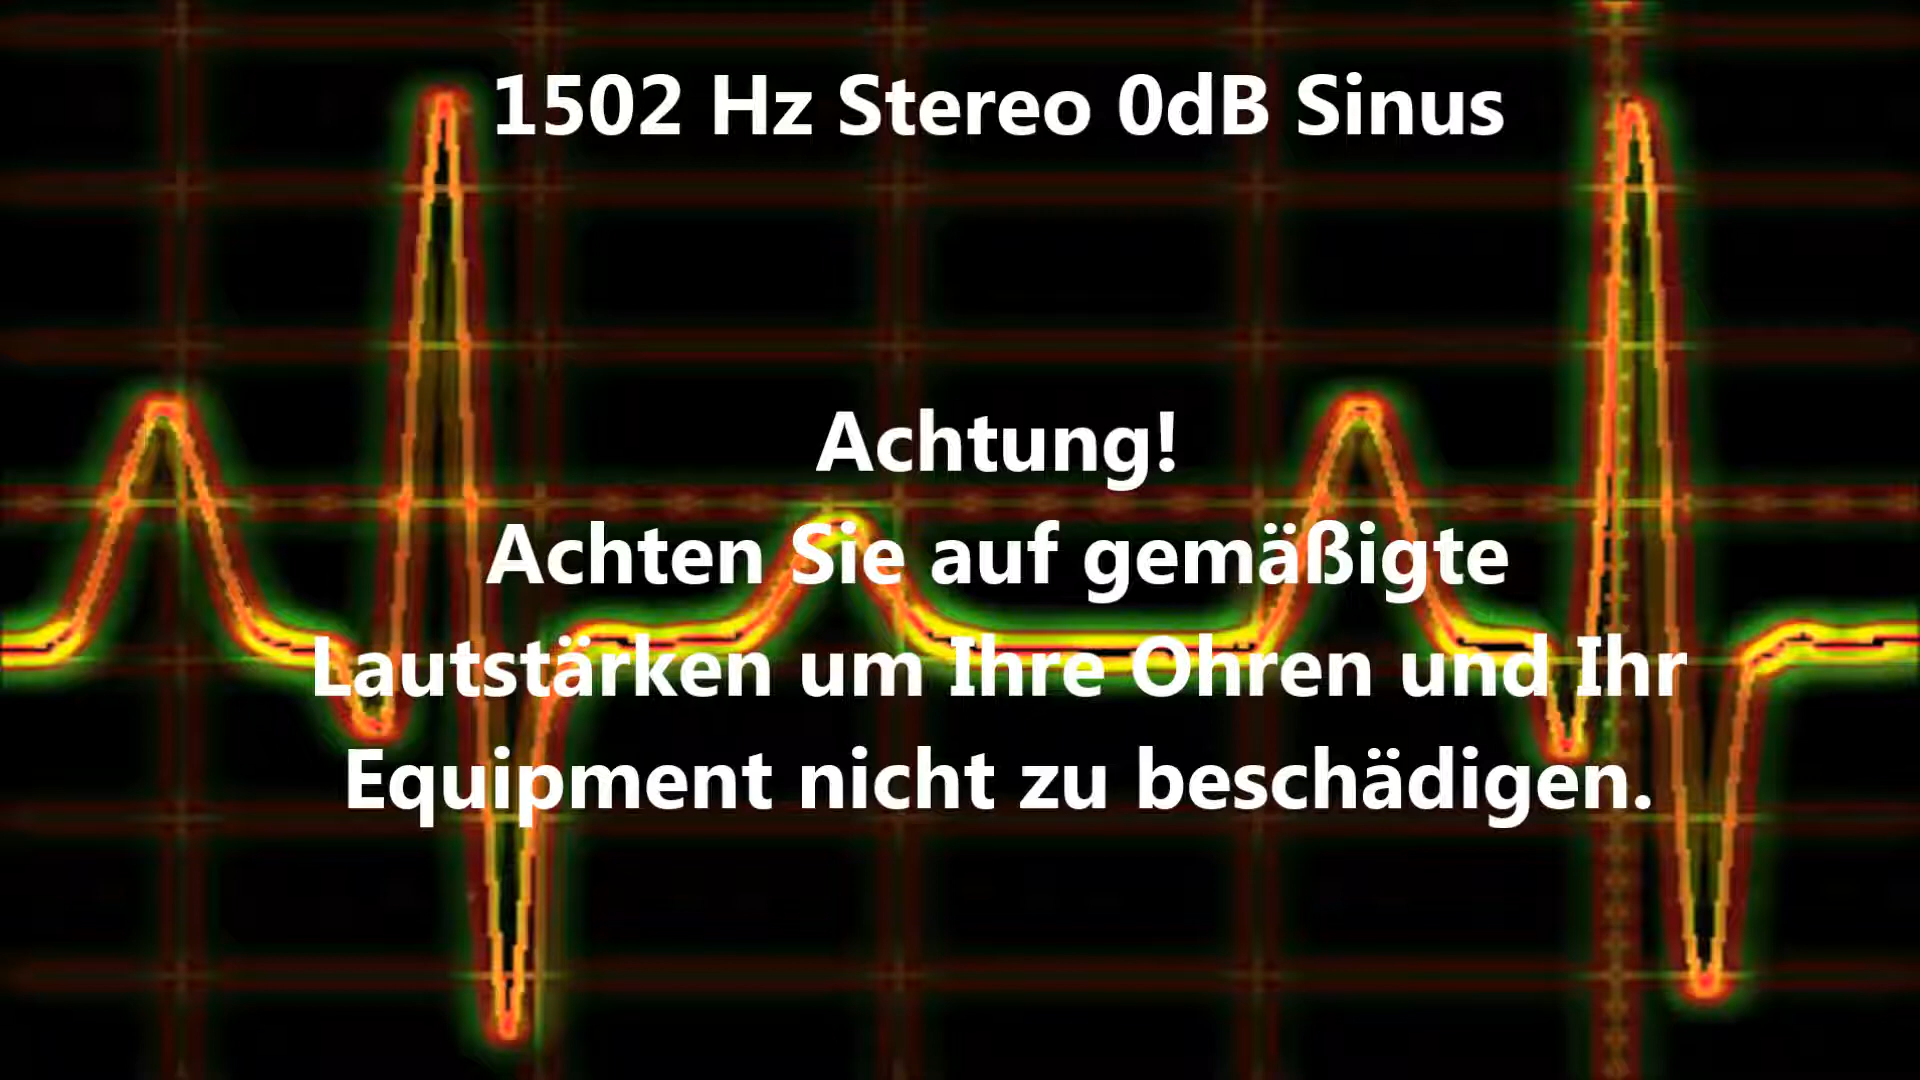 1502 Hz Stereo 0dB Sinus
Achtung!
Achten Sie auf gemäßigte
Lautstärken um Ihre Ohren und Ihr
Equipment nicht zu beschädigen.